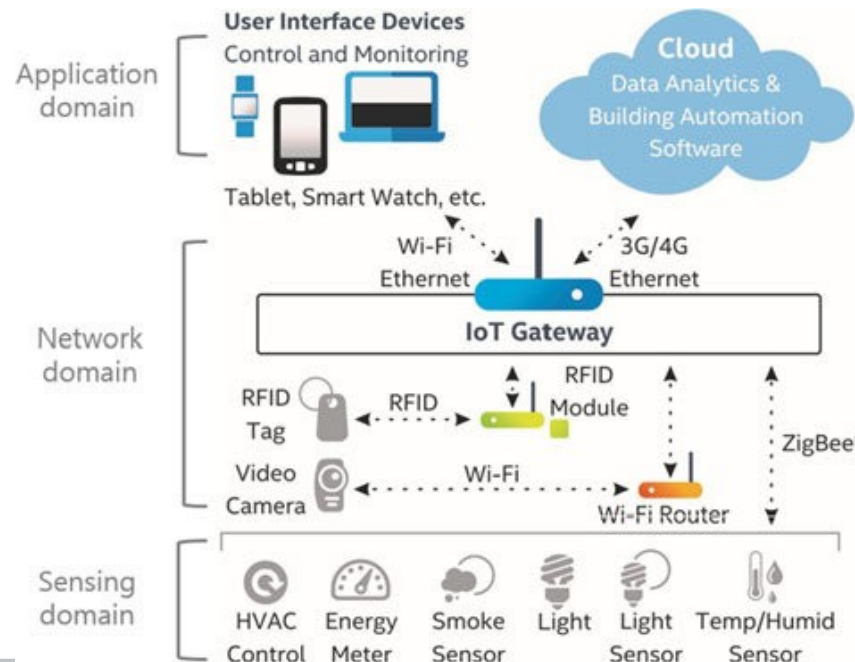 User Interface Devices
Control and Monitoring
Application
domain
Cloud
Data Analytics &
Building Automation
Software
Tablet, Smart Watch, etc.
Wi-Fi
Ethernet
3G/4G
Ethernet
IoT Gateway
Network
domain
RFID
Tag
RFID
RFID
Module
ZigBee
Video
Camera
Wi-Fi
Wi-Fi Router
Sensing
domain
HVAC
Control
Energy
Meter
Smoke
Sensor
Light
Light
Sensor
Temp/Humid
Sensor